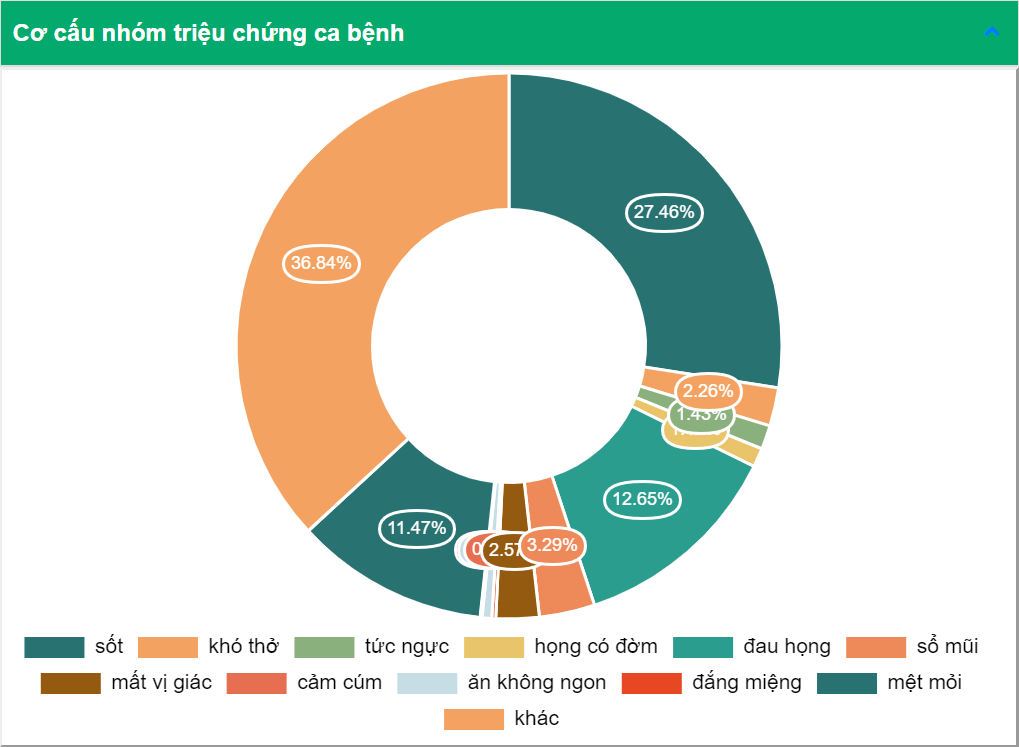 Cơ cấu nhóm triệu chứng ca bệnh
27.46%
36.84%
2.26%
1.43%
12.65%
11.47%
2.57
3.29%
sốt khó thở tức ngực họng có đờm đau họng sổ mũi
mất vị giác cảm cúm ăn không ngon đắng miệng mệt mỏi
khác